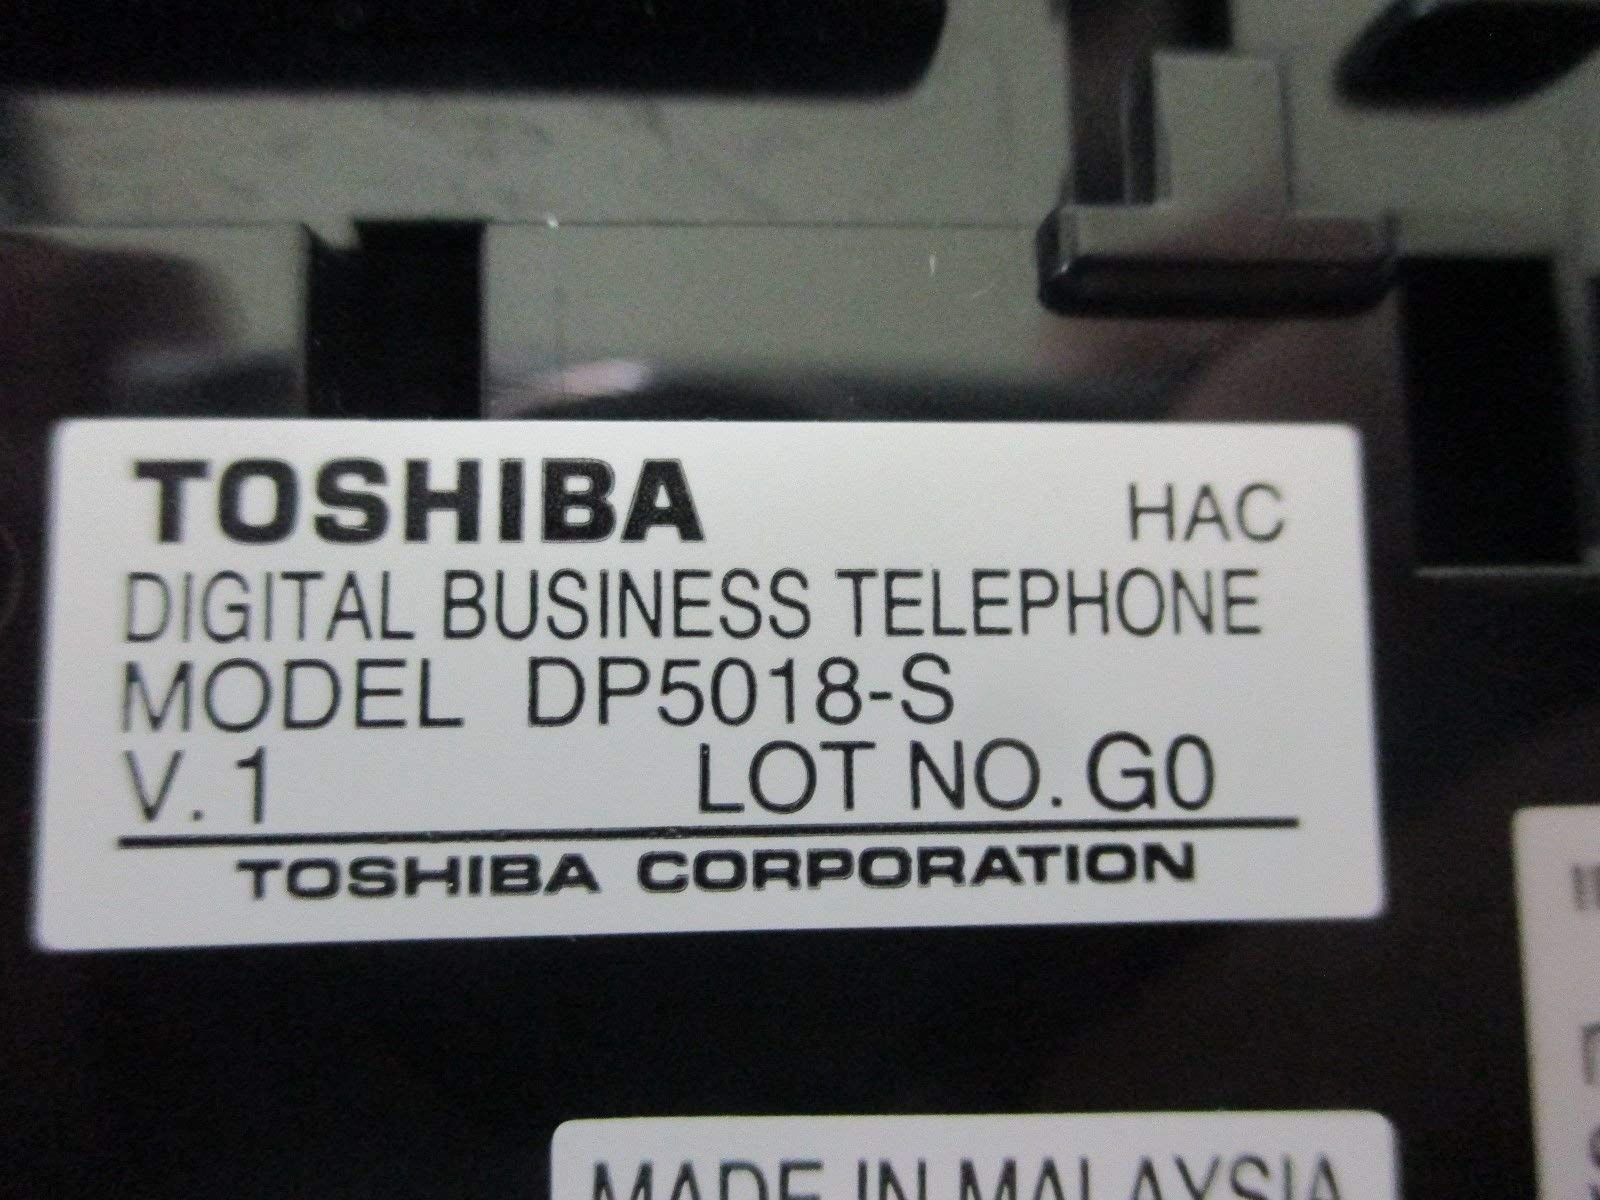 TOSHIBA HAC
DIGITAL BUSINESS TELEPHONE
MODEL DP5018-S
V. 1 LOT NO. G0
TOSHIBA CORPORATION
MADE IN MALAYSIA